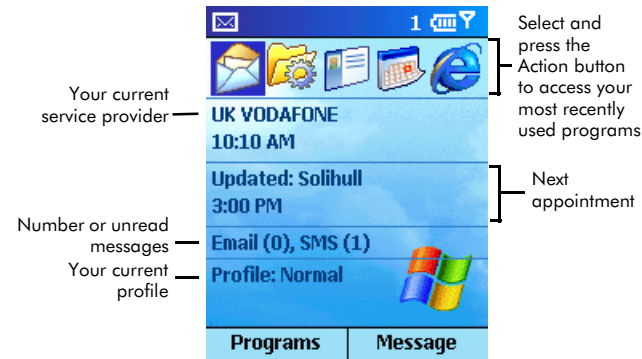 1
Select and
press the
Action button
to access your
most recently
used programs
Your current
service provider
UK VODAFONE
10:10 AM
Updated: Solihull
3:00 PM
Next
appointment
Number or unread
messages
Email (0), SMS (1)
Your current
profile
Profile: Normal
Programs
Message